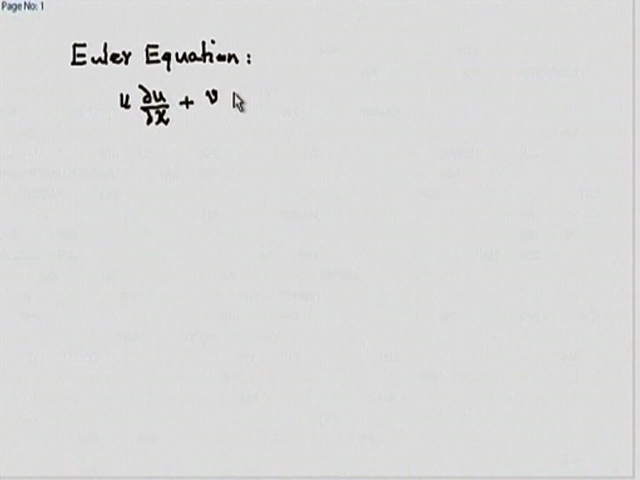 Page No: 1
Euler Equation:
u ∂u/∂x + v